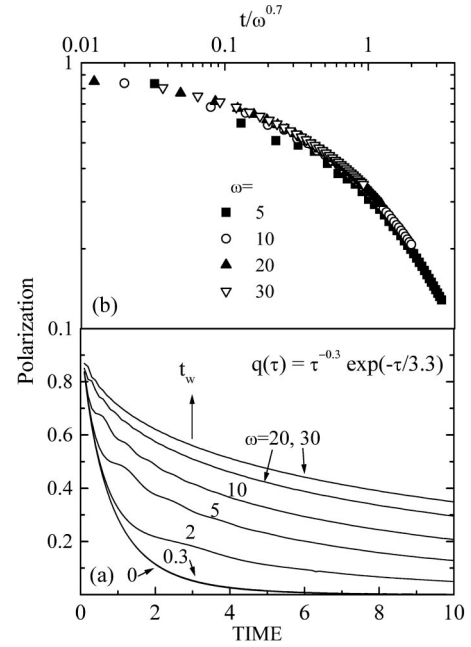 t/ω^0.7
0.01 0.1 1
1
ω=
5
10
20
30
(b)
Polarization
0.1
0.8
0.6
0.4
0.2
t_w
q(τ) = τ^-0.3 exp(-τ/3.3)
ω=20, 30
10
5
2
0.3
0
(a)
0 2 4 6 8 10
TIME